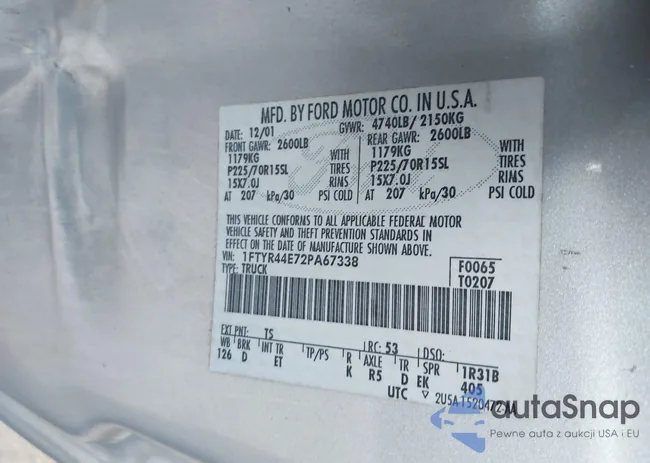 MFD. BY FORD MOTOR CO. IN U.S.A.
DATE: 12/01 GVWR: 4740LB/ 2150KG
FRONT GAWR: 2600LB REAR GAWR: 2600LB
1179KG WITH 1179KG WITH
P225/70R15SL TIRES P225/70R15SL TIRES
15X7.0J RIMS 15X7.0J RIMS
AT 207 kPa/30 PSI COLD AT 207 kPa/30 PSI COLD
THIS VEHICLE CONFORMS TO ALL APPLICABLE FEDERAL MOTOR
VEHICLE SAFETY AND THEFT PREVENTION STANDARDS IN
EFFECT ON THE DATE OF MANUFACTURE SHOWN ABOVE.
VIN: 1FTYR44E72PA67338 F0065
TYPE: TRUCK T0207
EXT PNT: TS RC: 53 DSO:
WB BRK INT TR TP/PS R AXLE TR SPR 1R31B
126 D ET K R5 D EK 405
UTC 2U5A 1520472 AA
autaSnap
Pewne auta z aukcji USA i EU